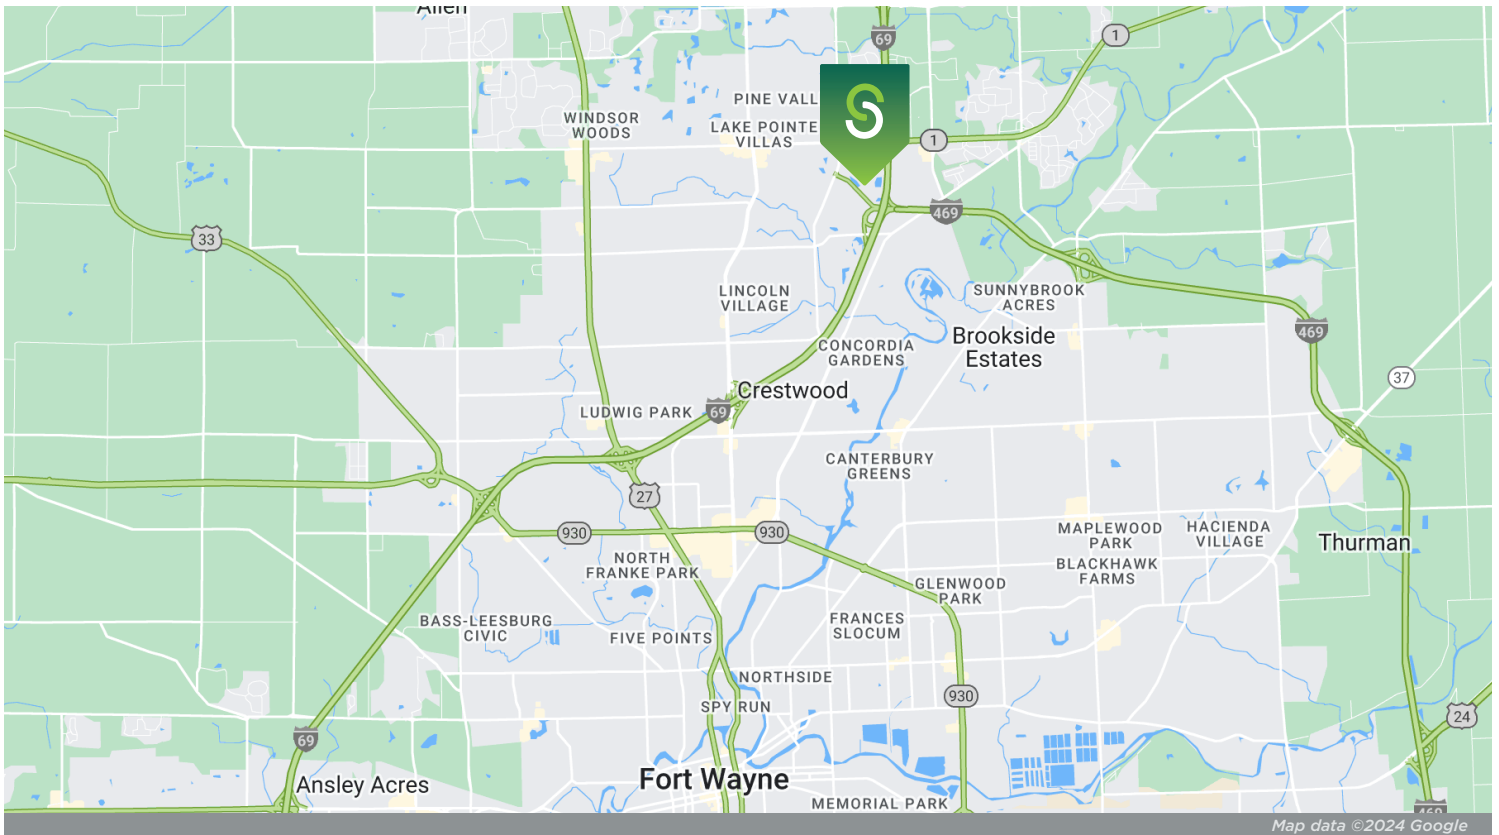 Allen
69
1
PINE VALL
WINDSOR
WOODS
LAKE POINTE
VILLAS
1
469
33
SUNNYBROOK
ACRES
LINCOLN
VILLAGE
469
Brookside
Estates
CONCORDIA
GARDENS
37
Crestwood
69
LUDWIG PARK
CANTERBURY
GREENS
27
930
930
MAPLEWOOD
PARK
HACIENDA
VILLAGE
Thurman
NORTH
FRANKE PARK
BLACKHAWK
FARMS
GLENWOOD
PARK
BASS-LEESBURG
CIVIC
FIVE POINTS
FRANCES
SLOCUM
NORTHSIDE
930
SPY RUN
24
69
Fort Wayne
Ansley Acres
MEMORIAL PARK
469
Map data ©2024 Google